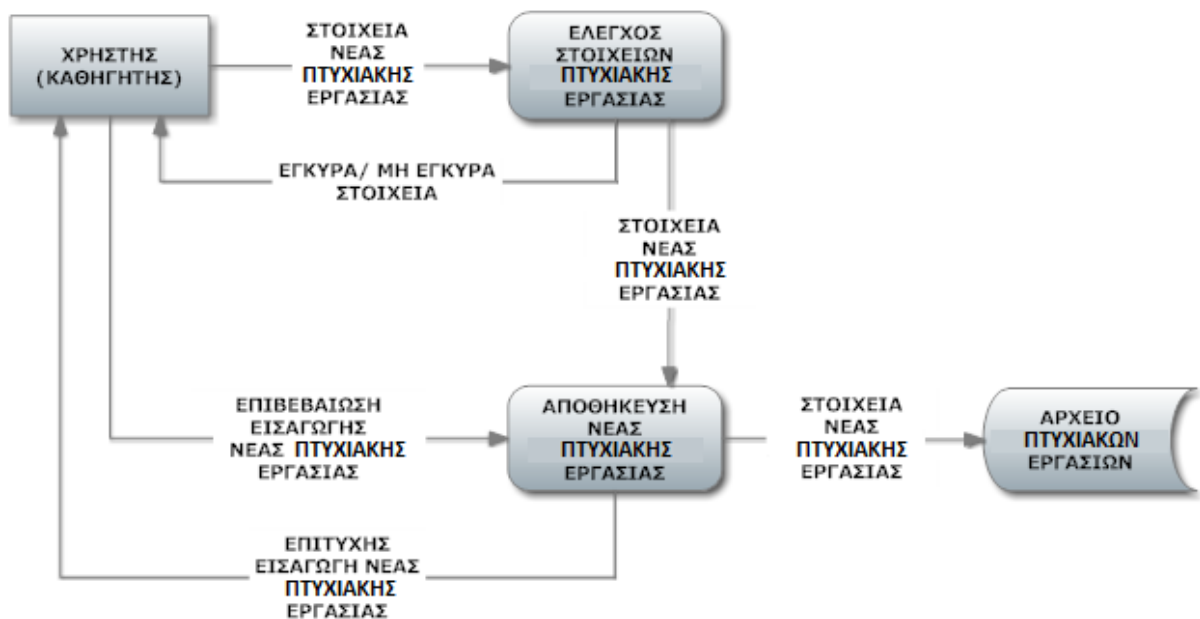 ΧΡΗΣΤΗΣ
(ΚΑΘΗΓΗΤΗΣ)
ΣΤΟΙΧΕΙΑ
ΝΕΑΣ
ΠΤΥΧΙΑΚΗΣ
ΕΡΓΑΣΙΑΣ
ΕΛΕΓΧΟΣ
ΣΤΟΙΧΕΙΩΝ
ΠΤΥΧΙΑΚΗΣ
ΕΡΓΑΣΙΑΣ
ΕΓΚΥΡΑ/ ΜΗ ΕΓΚΥΡΑ
ΣΤΟΙΧΕΙΑ
ΣΤΟΙΧΕΙΑ
ΝΕΑΣ
ΠΤΥΧΙΑΚΗΣ
ΕΡΓΑΣΙΑΣ
ΕΠΙΒΕΒΑΙΩΣΗ
ΕΙΣΑΓΩΓΗΣ
ΝΕΑΣ ΠΤΥΧΙΑΚΗΣ
ΕΡΓΑΣΙΑΣ
ΑΠΟΘΗΚΕΥΣΗ
ΝΕΑΣ
ΠΤΥΧΙΑΚΗΣ
ΕΡΓΑΣΙΑΣ
ΣΤΟΙΧΕΙΑ
ΝΕΑΣ
ΠΤΥΧΙΑΚΗΣ
ΕΡΓΑΣΙΑΣ
ΑΡΧΕΙΟ
ΠΤΥΧΙΑΚΩΝ
ΕΡΓΑΣΙΩΝ
ΕΠΙΤΥΧΗΣ
ΕΙΣΑΓΩΓΗ ΝΕΑΣ
ΠΤΥΧΙΑΚΗΣ
ΕΡΓΑΣΙΑΣ